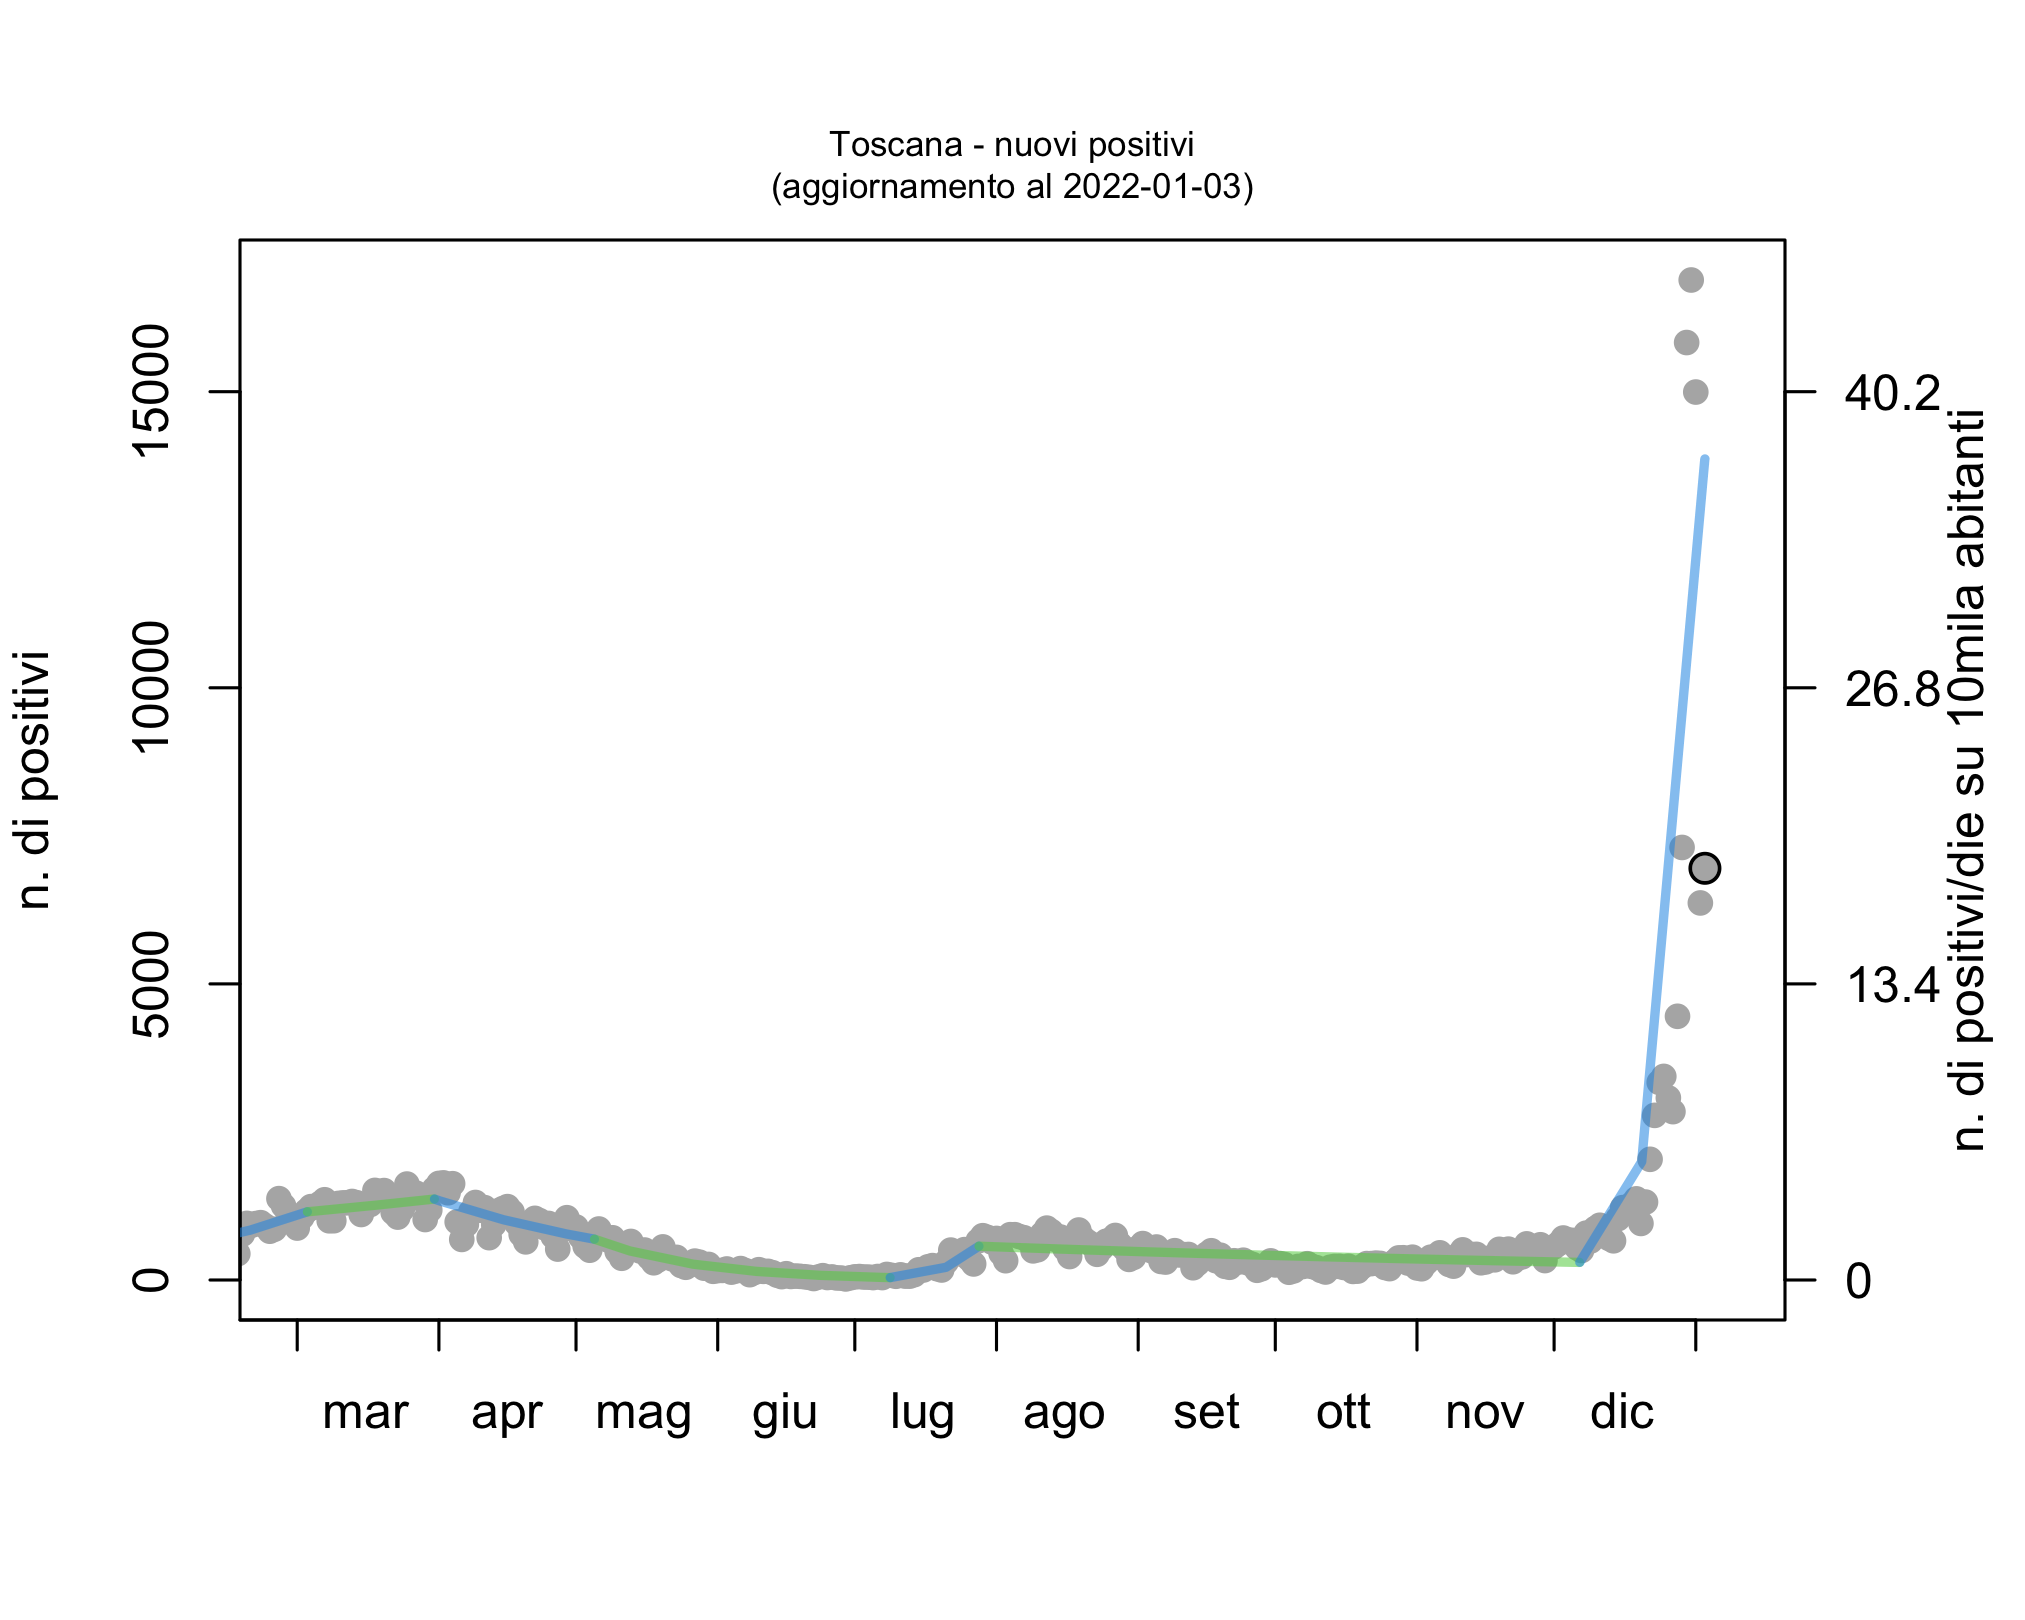 Toscana - nuovi positivi
(aggiornamento al 2022-01-03)
n. di positivi
15000
10000
5000
0
40.2
26.8
13.4
0
n. di positivi/die su 10mila abitanti
mar apr mag giu lug ago set ott nov dic